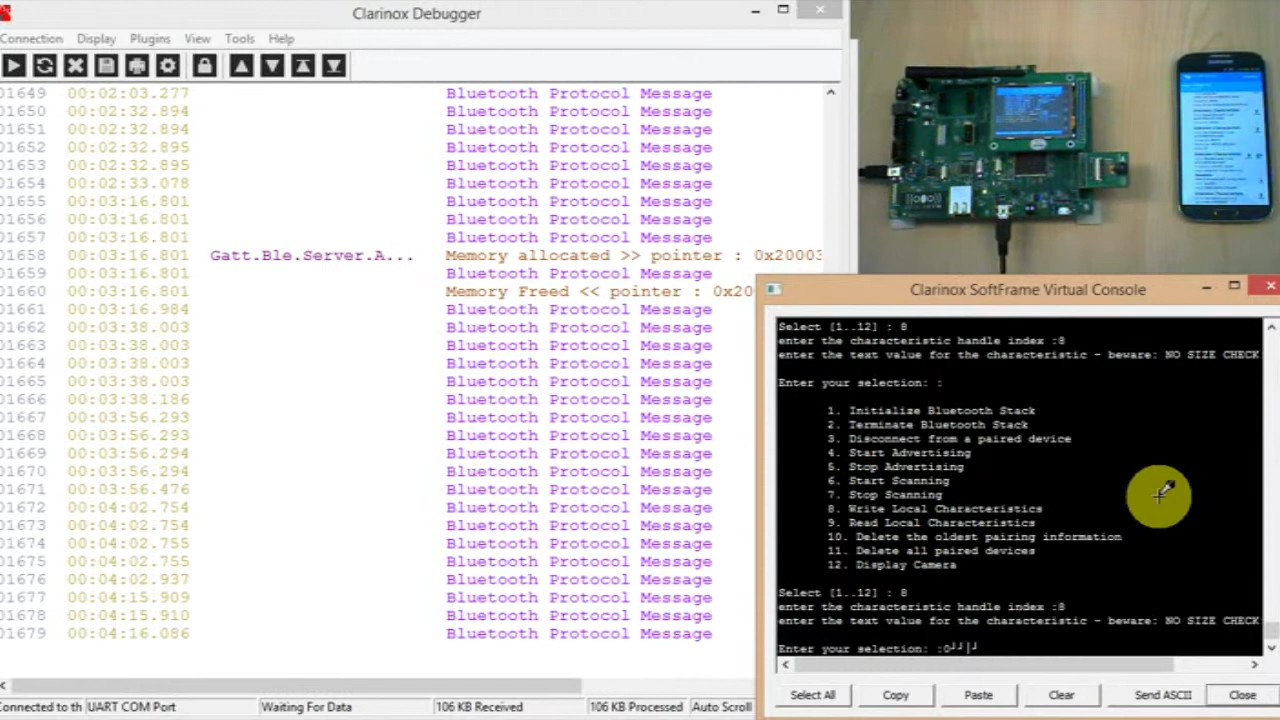 Clarinox Debugger
Connection Display Plugins View Tools Help
01649 00:02:03.277 Bluetooth Protocol Message
01650 00:02:32.894 Bluetooth Protocol Message
01651 00:02:32.894 Bluetooth Protocol Message
01652 00:02:32.895 Bluetooth Protocol Message
01653 00:02:32.895 Bluetooth Protocol Message
01654 00:02:33.078 Bluetooth Protocol Message
01655 00:03:16.801 Bluetooth Protocol Message
01656 00:03:16.801 Bluetooth Protocol Message
01657 00:03:16.801 Bluetooth Protocol Message
01658 00:03:16.801 Gatt.Ble.Server.A... Memory allocated >> pointer : 0x20003
01659 00:03:16.801 Bluetooth Protocol Message
01660 00:03:16.801 Memory Freed << pointer : 0x20
01661 00:03:16.984 Bluetooth Protocol Message
01662 00:03:38.003 Bluetooth Protocol Message
01663 00:03:38.003 Bluetooth Protocol Message
01664 00:03:38.003 Bluetooth Protocol Message
01665 00:03:38.003 Bluetooth Protocol Message
01666 00:03:38.186 Bluetooth Protocol Message
01667 00:03:56.293 Bluetooth Protocol Message
01668 00:03:56.293 Bluetooth Protocol Message
01669 00:03:56.293 Bluetooth Protocol Message
01670 00:03:56.294 Bluetooth Protocol Message
01671 00:03:56.476 Bluetooth Protocol Message
01672 Bluetooth Protocol Message
01673 00:04:02.754 Bluetooth Protocol Message
01674 00:04:02.755 Bluetooth Protocol Message
01675 00:04:02.755 Bluetooth Protocol Message
01676 00:04:02.937 Bluetooth Protocol Message
01677 00:04:15.909 Bluetooth Protocol Message
01678 00:04:15.910 Bluetooth Protocol Message
01679 00:04:16.086 Bluetooth Protocol Message
onnected to th UART COM Port Waiting For Data 106 KB Received 106 KB Processed Auto Scroll
SAMSUNG
Clarinox SoftFrame Virtual Console
Select [1..12] : 8
enter the characteristic handle index :8
enter the text value for the characteristic - beware: NO SIZE CHECK
Enter your selection: :
1. Initialize Bluetooth Stack
2. Terminate Bluetooth Stack
3. Disconnect from a paired device
4. Start Advertising
5. Stop Advertising
6. Start Scanning
7. Stop Scanning
8. Write Local Characteristics
9. Read Local Characteristics
10. Delete the oldest pairing information
11. Delete all paired devices
12. Display Camera
Select [1..12] : 8
enter the characteristic handle index :8
enter the text value for the characteristic - beware: NO SIZE CHECK
Enter your selection: :0┘┘│┘
Select All Copy Paste Clear Send ASCII Close